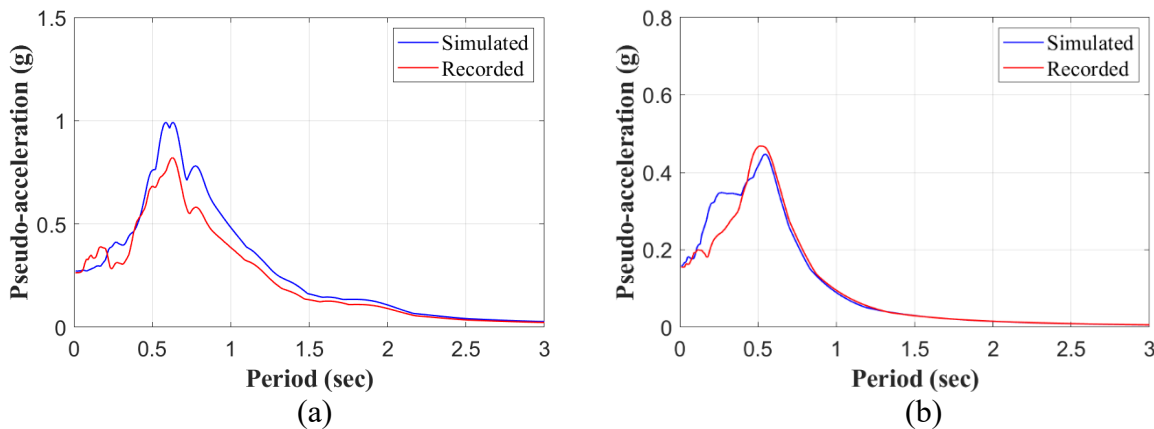 1.5
1
0.5
0
Pseudo-acceleration (g)
Simulated
Recorded
0 0.5 1 1.5 2 2.5 3
Period (sec)
(a)
0.8
0.6
0.4
0.2
0
Pseudo-acceleration (g)
Simulated
Recorded
0 0.5 1 1.5 2 2.5 3
Period (sec)
(b)